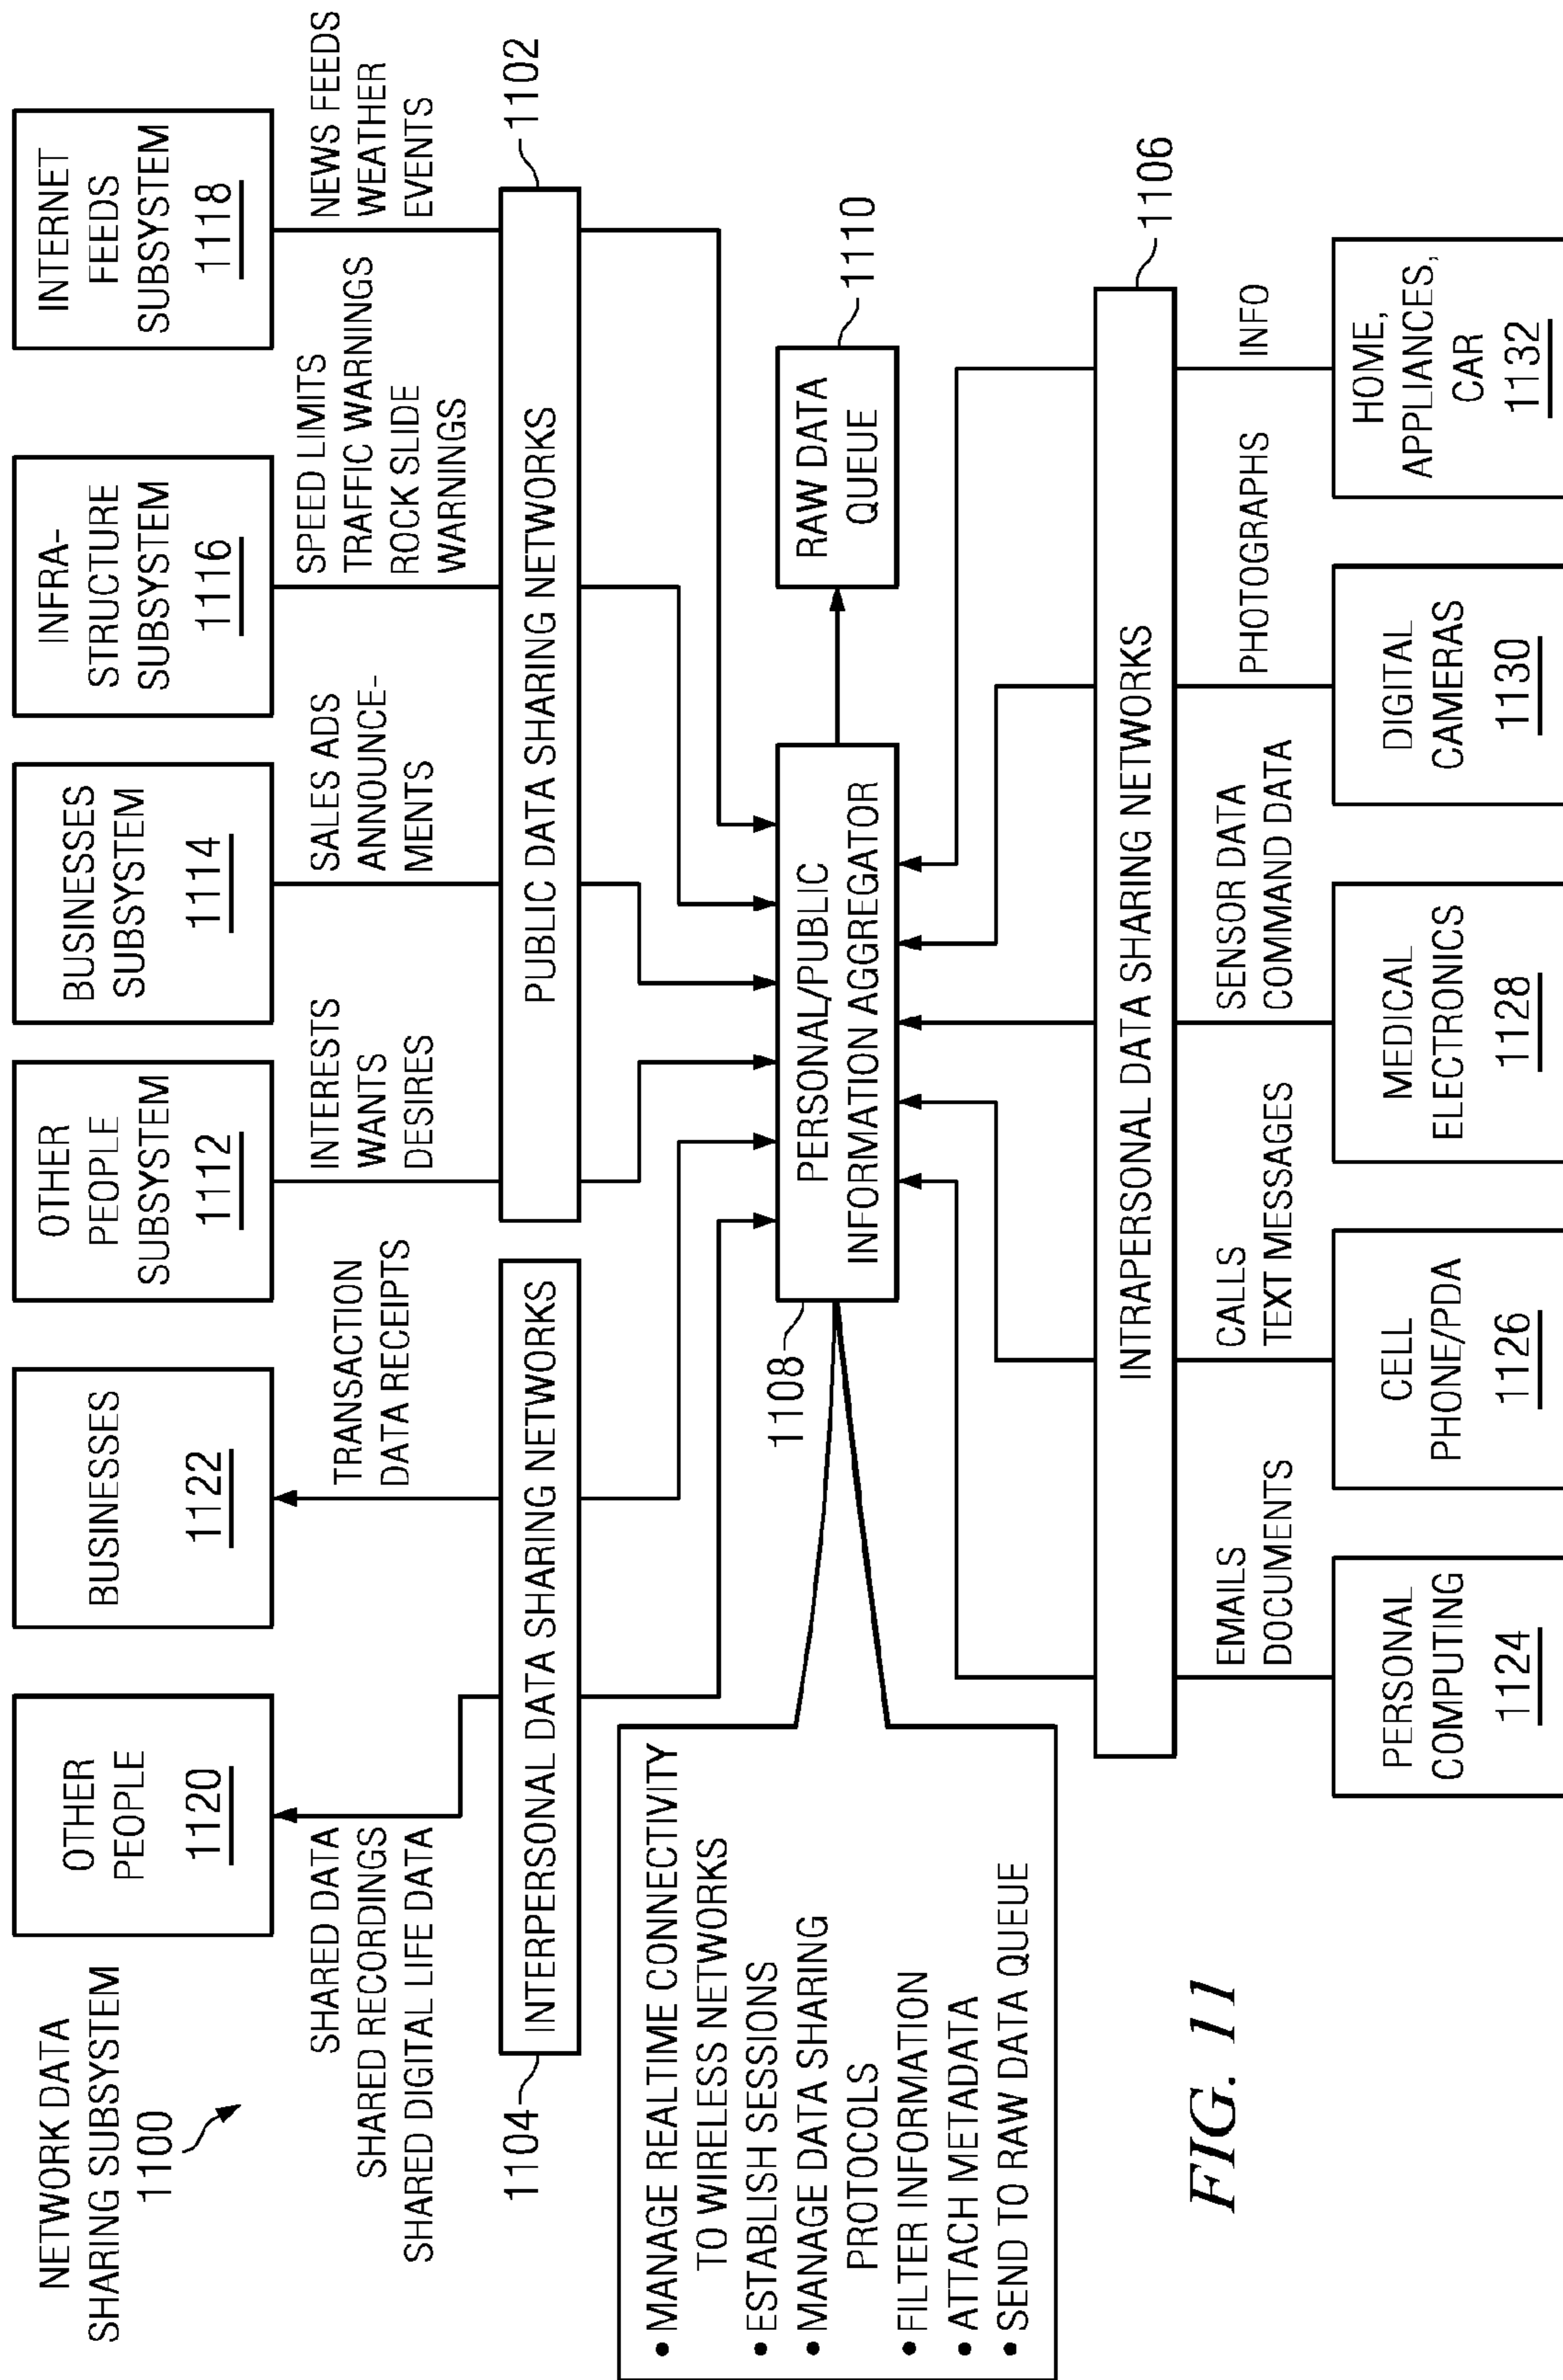 NETWORK DATA
SHARING SUBSYSTEM
1100
OTHER
PEOPLE
1120
BUSINESSES
1122
OTHER
PEOPLE
SUBSYSTEM
1112
BUSINESSES
SUBSYSTEM
1114
INFRA-
STRUCTURE
SUBSYSTEM
1116
INTERNET
FEEDS
SUBSYSTEM
1118
SHARED DATA
SHARED RECORDINGS
SHARED DIGITAL LIFE DATA
TRANSACTION
DATA RECEIPTS
INTERESTS
WANTS
DESIRES
SALES ADS
ANNOUNCE-
MENTS
SPEED LIMITS
TRAFFIC WARNINGS
ROCK SLIDE
WARNINGS
NEWS FEEDS
WEATHER
EVENTS
1104
INTERPERSONAL DATA SHARING NETWORKS
PUBLIC DATA SHARING NETWORKS
1102
• MANAGE REALTIME CONNECTIVITY
TO WIRELESS NETWORKS
• ESTABLISH SESSIONS
• MANAGE DATA SHARING
PROTOCOLS
• FILTER INFORMATION
• ATTACH METADATA
• SEND TO RAW DATA QUEUE
1108
PERSONAL/PUBLIC
INFORMATION AGGREGATOR
RAW DATA
QUEUE
1110
INTRAPERSONAL DATA SHARING NETWORKS
1106
EMAILS
DOCUMENTS
CALLS
TEXT MESSAGES
SENSOR DATA
COMMAND DATA
PHOTOGRAPHS
INFO
PERSONAL
COMPUTING
1124
CELL
PHONE/PDA
1126
MEDICAL
ELECTRONICS
1128
DIGITAL
CAMERAS
1130
HOME,
APPLIANCES,
CAR
1132
FIG. 11